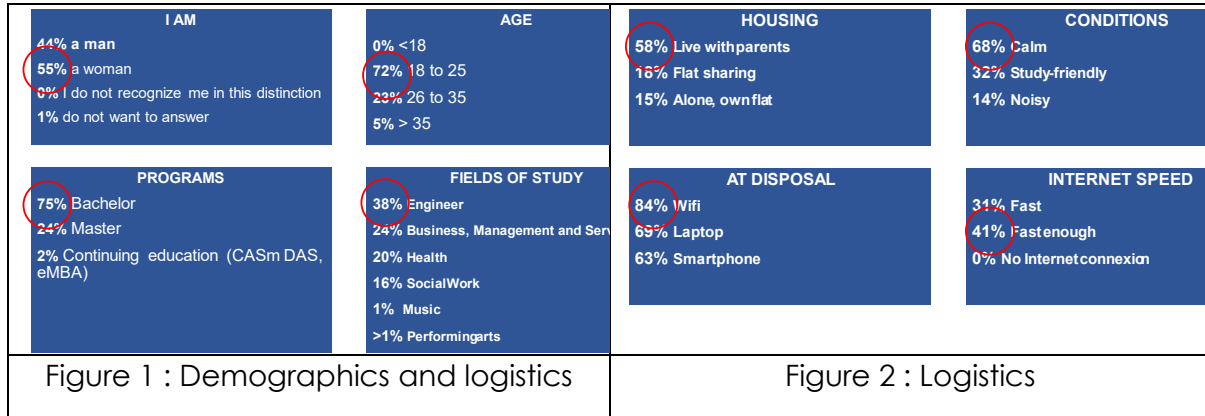 I AM
44% a man
55% a woman
0% I do not recognize me in this distinction
1% do not want to answer
AGE
0% <18
72% 18 to 25
23% 26 to 35
5% > 35
PROGRAMS
75% Bachelor
24% Master
2% Continuing education (CASm DAS,
eMBA)
FIELDS OF STUDY
38% Engineer
24% Business, Management and Serv
20% Health
16% SocialWork
1% Music
>1% Performingarts
Figure 1 : Demographics and logistics
HOUSING
58% Live withparents
18% Flat sharing
15% Alone, own flat
CONDITIONS
68% Calm
32% Study-friendly
14% Noisy
AT DISPOSAL
84% Wifi
69% Laptop
63% Smartphone
INTERNET SPEED
31% Fast
41% Fastenough
0% No Internetconnexion
Figure 2 : Logistics